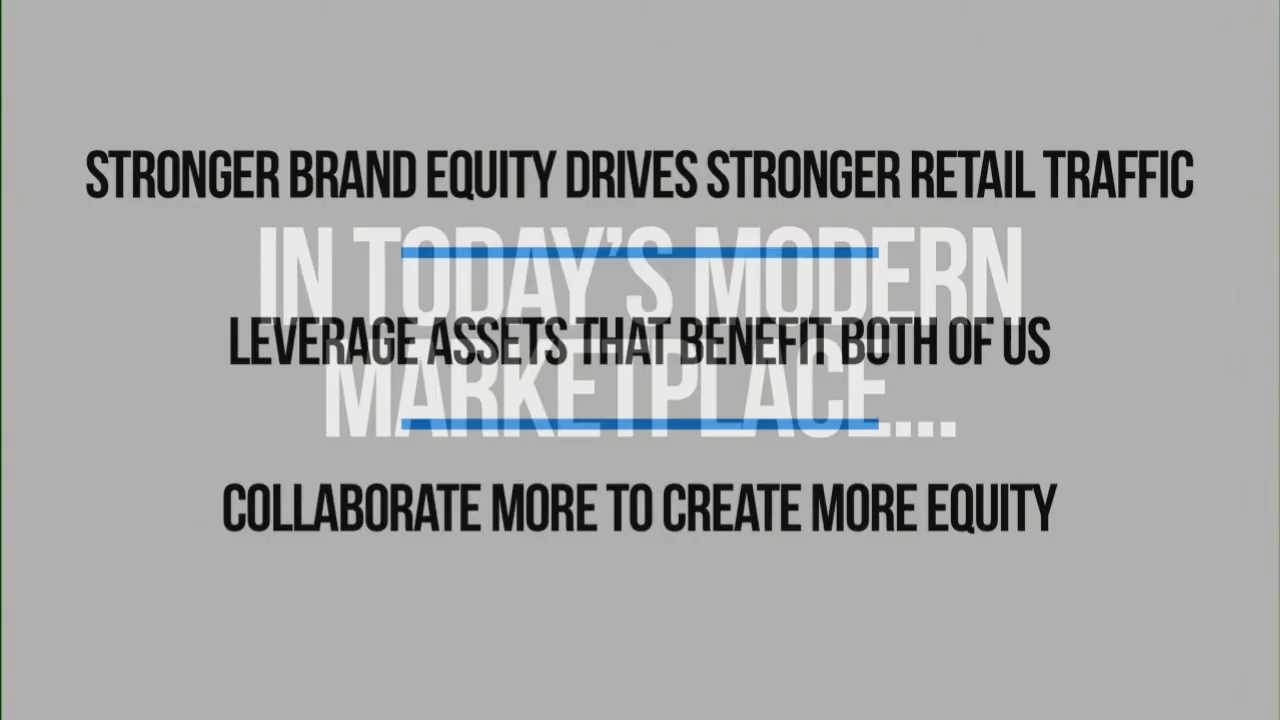 STRONGER BRAND EQUITY DRIVES STRONGER RETAIL TRAFFIC
IN TODAY'S MODERN
LEVERAGE ASSETS THAT BENEFIT BOTH OF US
MARKETPLACE...
COLLABORATE MORE TO CREATE MORE EQUITY